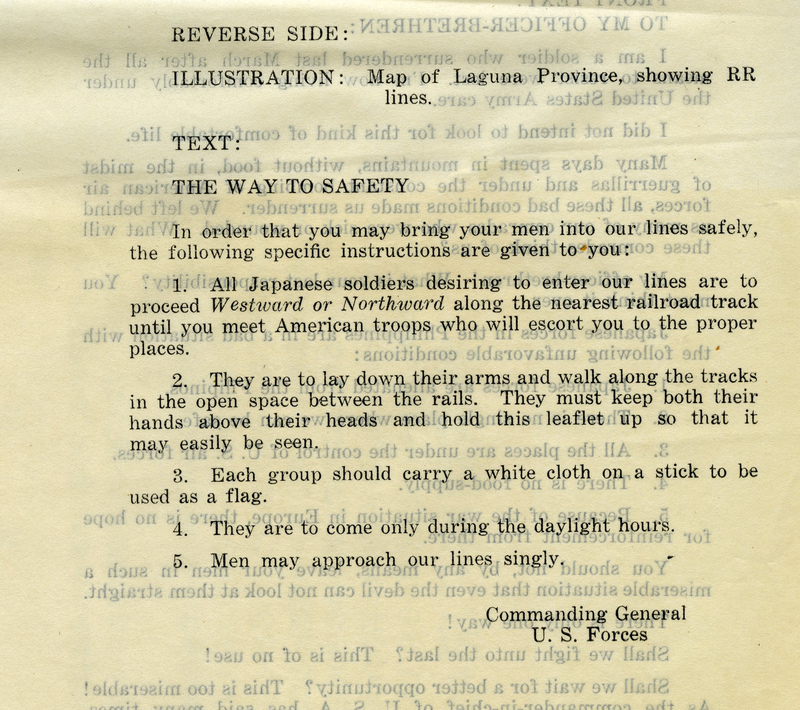 REVERSE SIDE:
ILLUSTRATION: Map of Laguna Province, showing RR
lines.
TEXT:
THE WAY TO SAFETY
In order that you may bring your men into our lines safely,
the following specific instructions are given to you:
1. All Japanese soldiers desiring to enter our lines are to
proceed Westward or Northward along the nearest railroad track
until you meet American troops who will escort you to the proper
places.
2. They are to lay down their arms and walk along the tracks
in the open space between the rails. They must keep both their
hands above their heads and hold this leaflet up so that it
may easily be seen.
3. Each group should carry a white cloth on a stick to be
used as a flag.
4. They are to come only during the daylight hours.
5. Men may approach our lines singly.
Commanding General
U. S. Forces